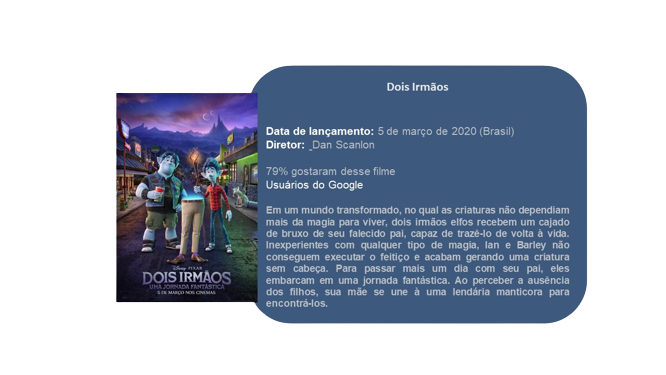 Dois Irmãos
Data de lançamento: 5 de março de 2020 (Brasil)
Diretor: Dan Scanlon
79% gostaram desse filme
Usuários do Google
Em um mundo transformado, no qual as criaturas não dependiam
mais da magia para viver, dois irmãos elfos recebem um cajado
de bruxo de seu falecido pai, capaz de trazê-lo de volta à vida.
Inexperientes com qualquer tipo de magia, Ian e Barley não
conseguem executar o feitiço e acabam gerando uma criatura
sem cabeça. Para passar mais um dia com seu pai, eles
embarcam em uma jornada fantástica. Ao perceber a ausência
dos filhos, sua mãe se une à uma lendária manticora para
encontrá-los.
Disney PIXAR
DOIS IRMÃOS
UMA JORNADA FANTÁSTICA
5 DE MARÇO NOS CINEMAS